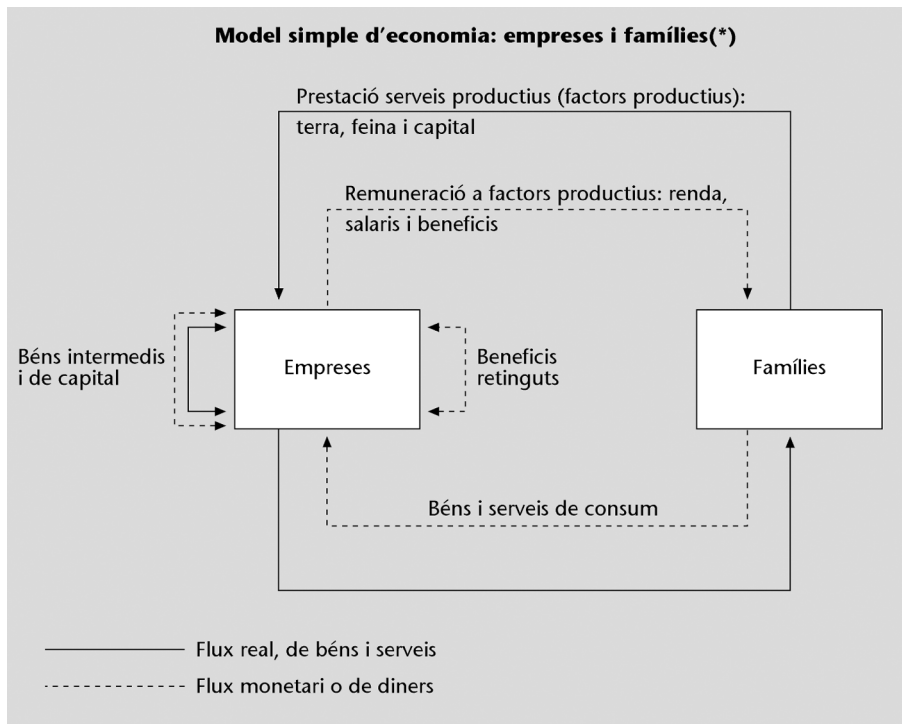 Model simple d’economia: empreses i famílies(*)
Prestació serveis productius (factors productius):
terra, feina i capital
Remuneració a factors productius: renda,
salaris i beneficis
Béns intermedis
i de capital
Empreses
Beneficis
retinguts
Famílies
Béns i serveis de consum
Flux real, de béns i serveis
Flux monetari o de diners